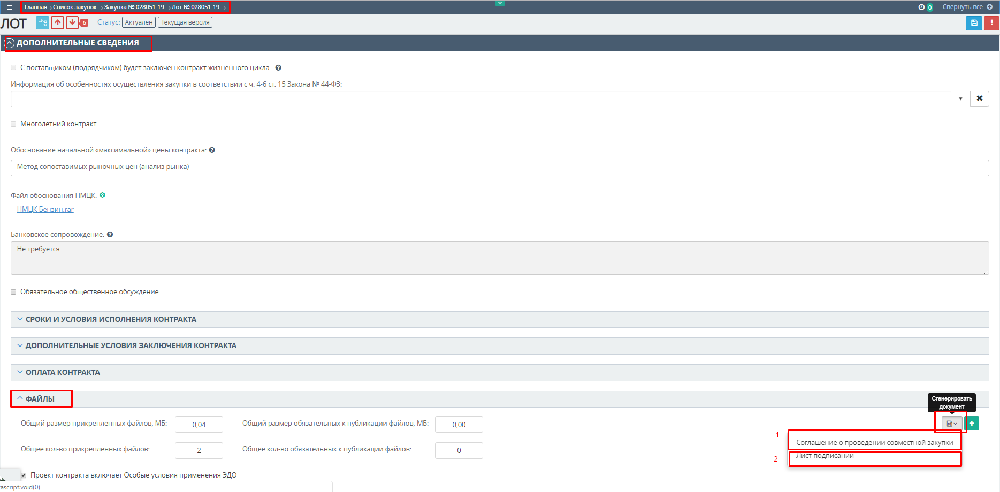 Главная › Список закупок › Закупка № 028051-19 › Лот № 028051-19 ›
0 Свернуть все
ЛОТ 6 Статус: Актуален Текущая версия
ДОПОЛНИТЕЛЬНЫЕ СВЕДЕНИЯ
С поставщиком (подрядчиком) будет заключен контракт жизненного цикла
Информация об особенностях осуществления закупки в соответствии с ч. 4-6 ст. 15 Закона № 44-ФЗ:
Многолетний контракт
Обоснование начальной «максимальной» цены контракта:
Метод сопоставимых рыночных цен (анализ рынка)
Файл обоснования НМЦК:
НМЦК Бензин.rar
Банковское сопровождение:
Не требуется
Обязательное общественное обсуждение
СРОКИ И УСЛОВИЯ ИСПОЛНЕНИЯ КОНТРАКТА
ДОПОЛНИТЕЛЬНЫЕ УСЛОВИЯ ЗАКЛЮЧЕНИЯ КОНТРАКТА
ОПЛАТА КОНТРАКТА
ФАЙЛЫ
Сгенерировать
документ
Общий размер прикрепленных файлов, МБ: 0,04 Общий размер обязательных к публикации файлов, МБ: 0,00
1 Соглашение о проведении совместной закупки
Общее кол-во прикрепленных файлов: 2 Общее кол-во обязательных к публикации файлов: 0
2 Лист подписаний
Проект контракта включает Особые условия применения ЭДО
ascript:void(0)